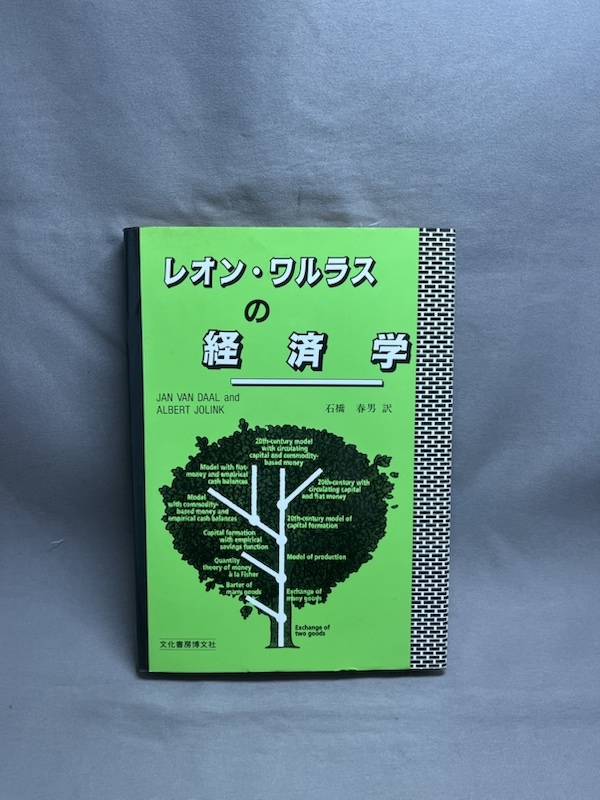 レオン・ワルラス
の
経済学
JAN VAN DAAL and
ALBERT JOLINK
石橋 春男 訳
20th-century model
with circulating
capital and commodity-
based money
Model with fiat-
money and empirical
cash balances
20th-century with
circulating capital
and fiat money
Model
with commodity-
based money and
empirical cash balances
20th-century model of
capital formation
Capital formation
with empirical
savings function
Model of production
Quantity
theory of money
à la Fisher
Barter of
many goods
Exchange of
many goods
Exchange of
two goods
文化書房博文社